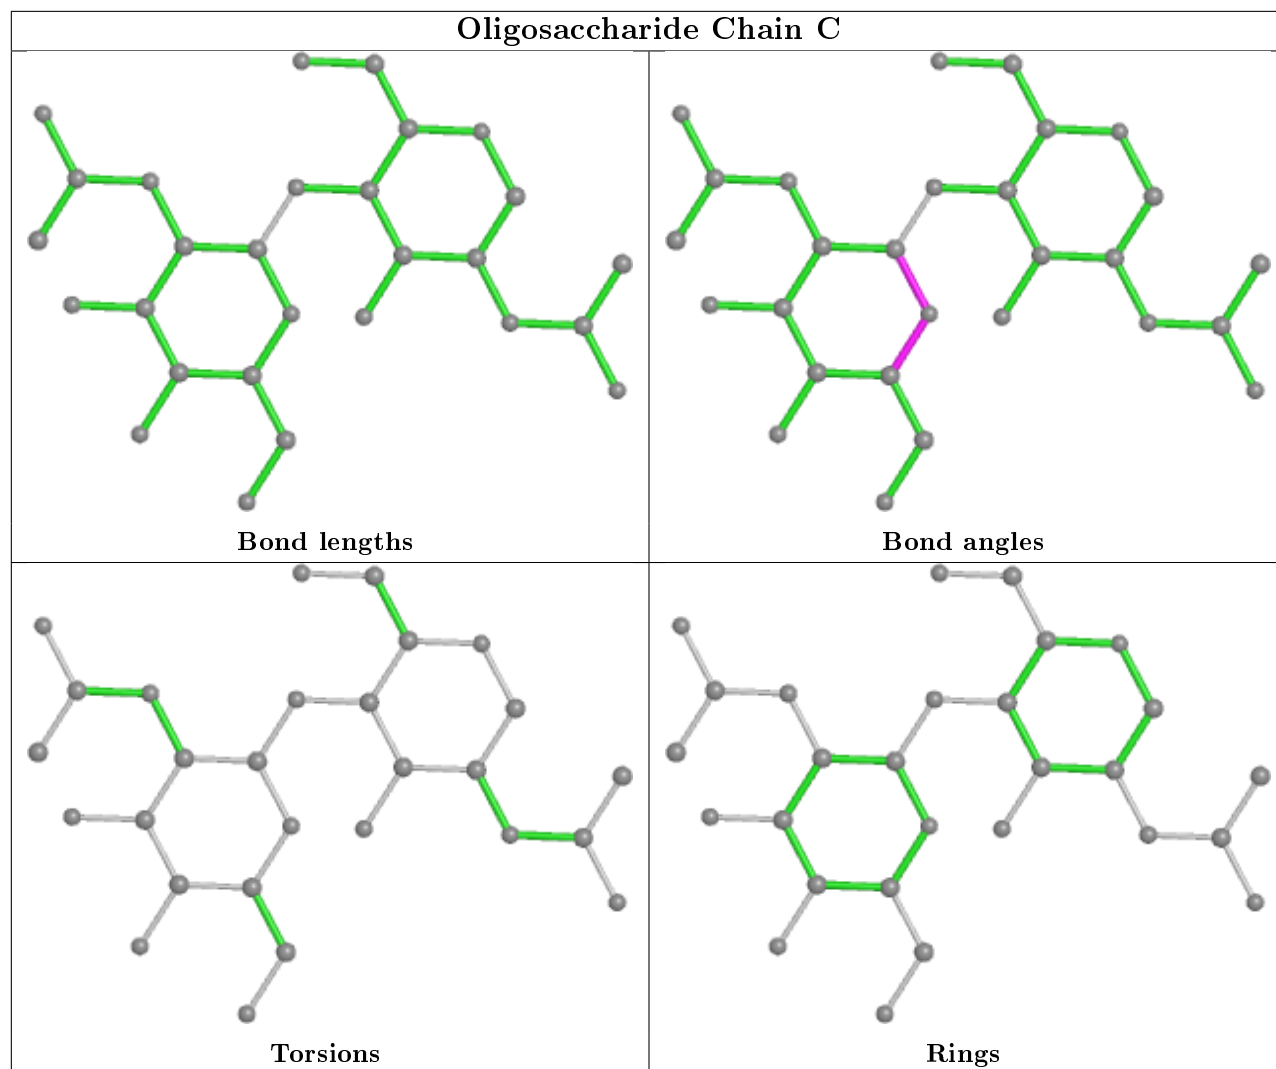 Oligosaccharide Chain C
Bond lengths
Bond angles
Torsions
Rings